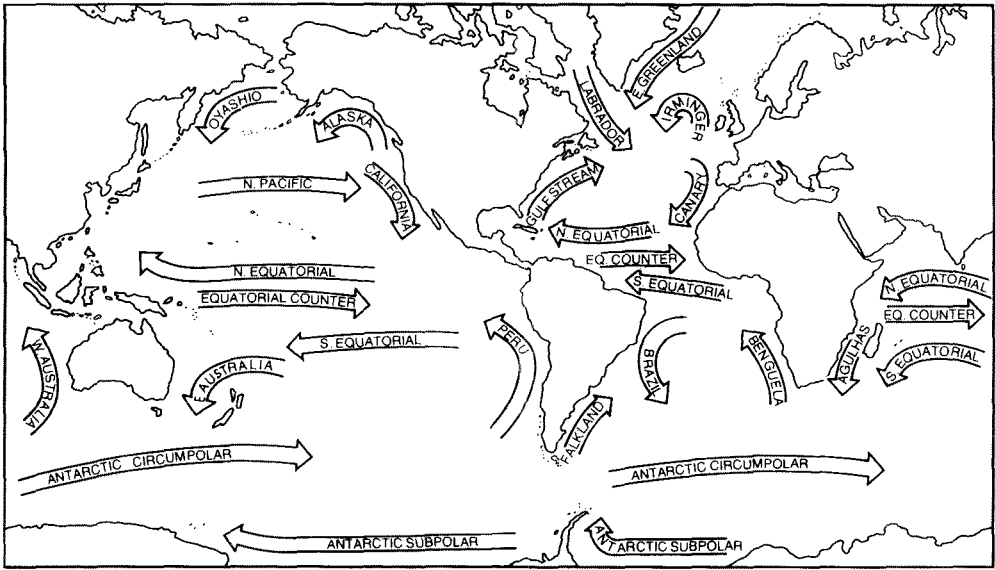 E. GREENLAND
OYASHIO
ALASKA
LABRADOR
IRMINGER
N. PACIFIC
CALIFORNIA
GULF STREAM
CANARY
N. EQUATORIAL
EQ. COUNTER
N. EQUATORIAL
S. EQUATORIAL
N. EQUATORIAL
EQUATORIAL COUNTER
EQ. COUNTER
S. EQUATORIAL
PERU
BRAZIL
BENGUELA
AGULHAS
S. EQUATORIAL
W. AUSTRALIA
E. AUSTRALIA
FALKLAND
ANTARCTIC CIRCUMPOLAR
ANTARCTIC CIRCUMPOLAR
ANTARCTIC SUBPOLAR
ANTARCTIC SUBPOLAR